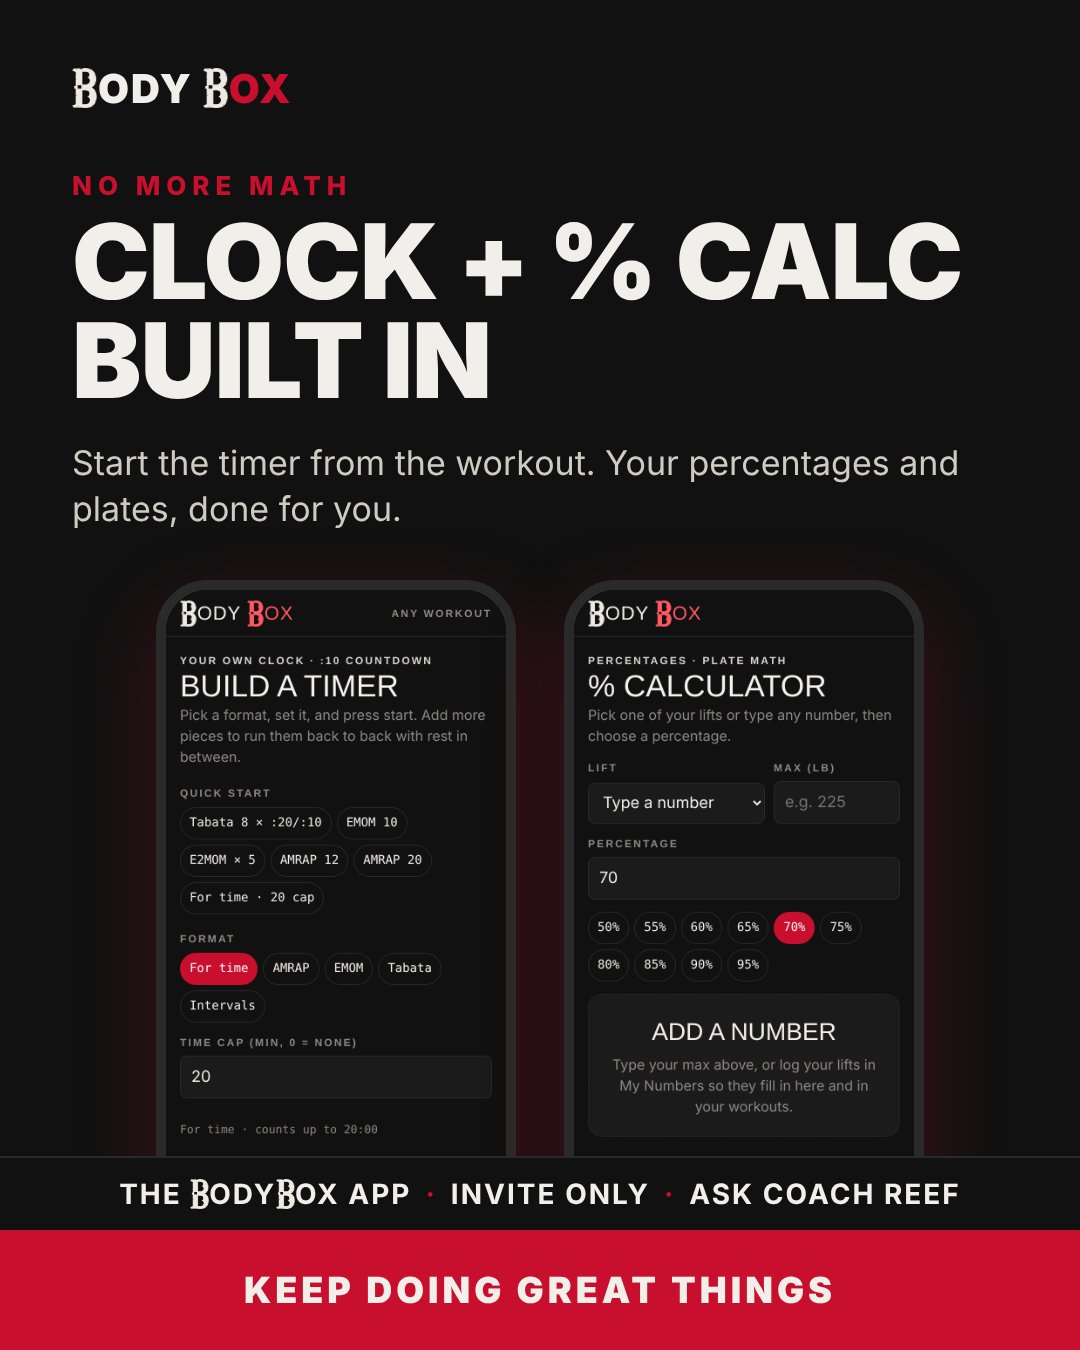 BODY BOX
NO MORE MATH
CLOCK + % CALC
BUILT IN
Start the timer from the workout. Your percentages and
plates, done for you.
BODY BOX
ANY WORKOUT
YOUR OWN CLOCK · :10 COUNTDOWN
BUILD A TIMER
Pick a format, set it, and press start. Add more
pieces to run them back to back with rest in
between.
QUICK START
Tabata 8 × :20/:10
EMOM 10
E2MOM × 5
AMRAP 12
AMRAP 20
For time · 20 cap
FORMAT
For time
AMRAP
EMOM
Tabata
Intervals
TIME CAP (MIN, 0 = NONE)
20
For time · counts up to 20:00
BODY BOX
PERCENTAGES · PLATE MATH
% CALCULATOR
Pick one of your lifts or type any number, then
choose a percentage.
LIFT
MAX (LB)
Type a number
e.g. 225
PERCENTAGE
70
50%
55%
60%
65%
70%
75%
80%
85%
90%
95%
ADD A NUMBER
Type your max above, or log your lifts in
My Numbers so they fill in here and in
your workouts.
THE BODYBOX APP · INVITE ONLY · ASK COACH REEF
KEEP DOING GREAT THINGS